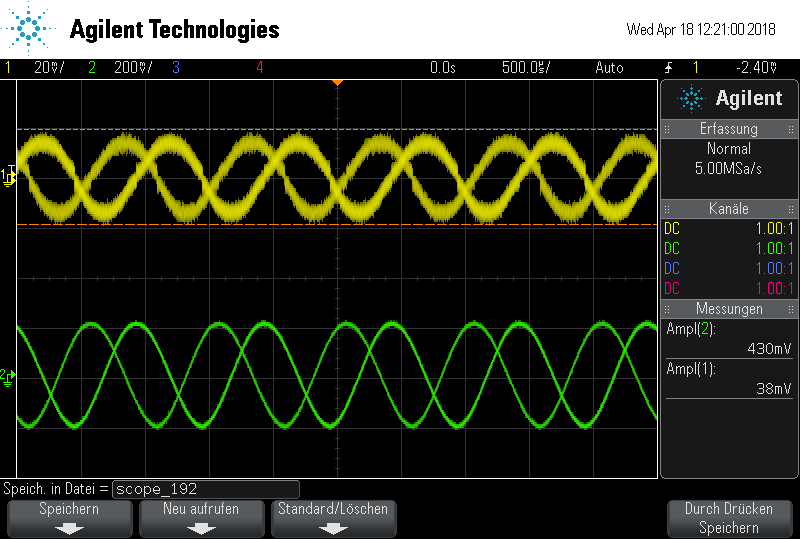 Agilent Technologies
Wed Apr 18 12:21:00 2018
1 20mV/ 2 200mV/ 3 4 0.0s 500.0us/ Auto 1 -2.40mV
Agilent
Erfassung
Normal
5.00MSa/s
Kanäle
DC 1.00:1
DC 1.00:1
DC 1.00:1
DC 1.00:1
Messungen
Ampl(2):
430mV
Ampl(1):
38mV
T
1
2
Speich. in Datei = scope_192
Speichern
Neu aufrufen
Standard/Löschen
Durch Drücken
Speichern